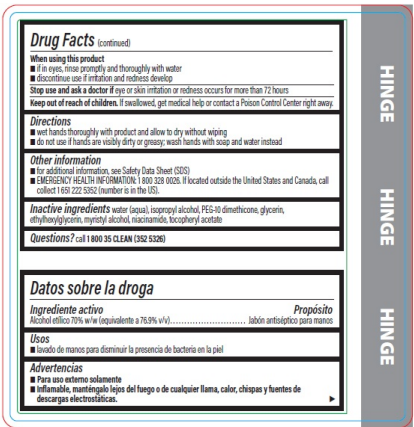 Drug Facts (continued)
When using this product
■ if in eyes, rinse promptly and thoroughly with water
■ discontinue use if irritation and redness develop
Stop use and ask a doctor if eye or skin irritation or redness occurs for more than 72 hours
Keep out of reach of children. If swallowed, get medical help or contact a Poison Control Center right away.
Directions
■ wet hands thoroughly with product and allow to dry without wiping
■ do not use if hands are visibly dirty or greasy; wash hands with soap and water instead
Other information
■ for additional information, see Safety Data Sheet (SDS)
■ EMERGENCY HEALTH INFORMATION: 1 800 328 0026. If located outside the United States and Canada, call
collect 1 651 222 5352 (number is in the US).
Inactive ingredients water (aqua), isopropyl alcohol, PEG-10 dimethicone, glycerin,
ethylhexylglycerin, myristyl alcohol, niacinamide, tocopheryl acetate
Questions? call 1 800 35 CLEAN (352 5326)
Datos sobre la droga
Ingrediente activo Propósito
Alcohol etílico 70% w/w (equivalente a 76.9% v/v)........................... Jabón antiséptico para manos
Usos
■ lavado de manos para disminuir la presencia de bacteria en la piel
Advertencias
■ Para uso externo solamente
■ Inflamable, manténgalo lejos del fuego o de cualquier llama, calor, chispas y fuentes de
descargas electrostáticas.
HINGE
HINGE
HINGE